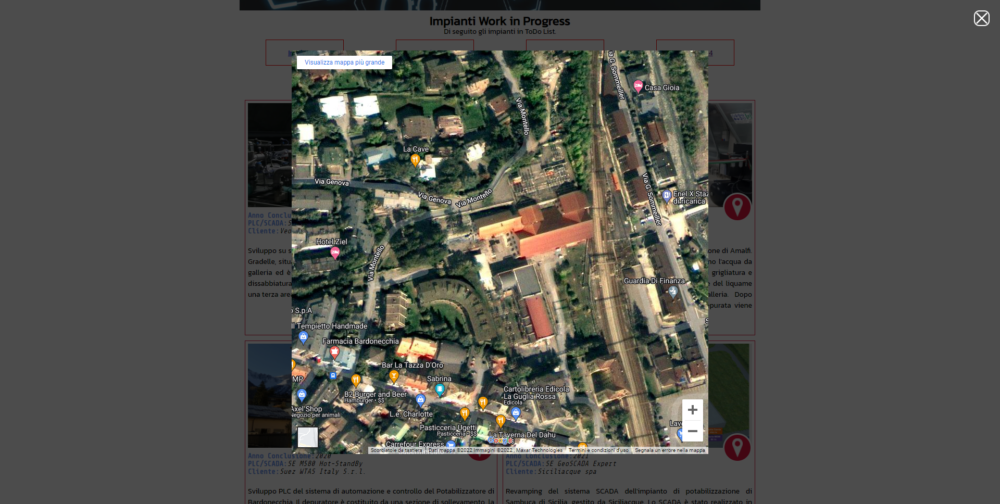 Impianti Work in Progress
Di seguito gli impianti in ToDo List.
Visualizza mappa più grande
4
ia G. Sommeiller
Casa Gioia
Via Montello
La Cave
Via Genova
Via Genova
Via Montello
Via G. Sommeiller
Enel X Staz
di ricarica
Anno Conclu
PLC/SCADA:S
Cliente:Veo
Hotel Ziel
Via Montello
Sviluppo su s
Gradelle, situa
galleria ed è
dissabbiatura
una terza area
one di Amalfi.
no l'acqua da
grigliatura e
e del liquame
alleria. Dopo
epurata viene
Guardia Di Finanza
o S.p.A
Il Tempietto Handmade
Farmacia Bardonecchia
Bar La Tazza D'Oro
MP
Sabrina
B2 Burger and Beer
Hamburger • $$
Cartolibreria Edicola
La Guglia Rossa
Edicola
Axel Shop
Negozio per animali
L.e. Charlotte
Pasticceria Ugetti
Pasticceria • $$
La Taverna Del Dahu
Lav
Carrefour Express
Google
Scorciatoie da tastiera
Dati mappa ©2022 Immagini ©2022 , Maxar Technologies
Termini e condizioni d'uso
Segnala un errore nella mappa
Anno Conclusione:2020
PLC/SCADA:SE M580 Hot-StandBy
Cliente:Suez WTAS Italy S.r.l.
Anno Conclusione:2021
PLC/SCADA:SE GeoSCADA Expert
Cliente:Siciliacque spa
Sviluppo PLC del sistema di automazione e controllo del Potabilizzatore di
Bardonecchia. Il depuratore è costituito da una sezione di sollevamento, la
Revamping del sistema SCADA dell'impianto di potabilizzazione di
Sambuca di Sicilia, gestito da Siciliacque. Lo SCADA è stato realizzato in